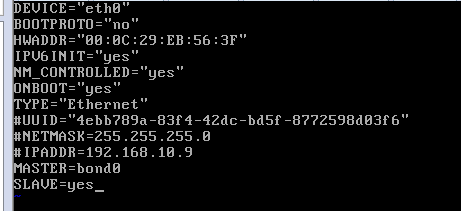 DEVICE="eth0"
BOOTPROTO="no"
HWADDR="00:0C:29:EB:56:3F"
IPV6INIT="yes"
NM_CONTROLLED="yes"
ONBOOT="yes"
TYPE="Ethernet"
#UUID="4ebb789a-83f4-42dc-bd5f-8772598d03f6"
#NETMASK=255.255.255.0
#IPADDR=192.168.10.9
MASTER=bond0
SLAVE=yes_